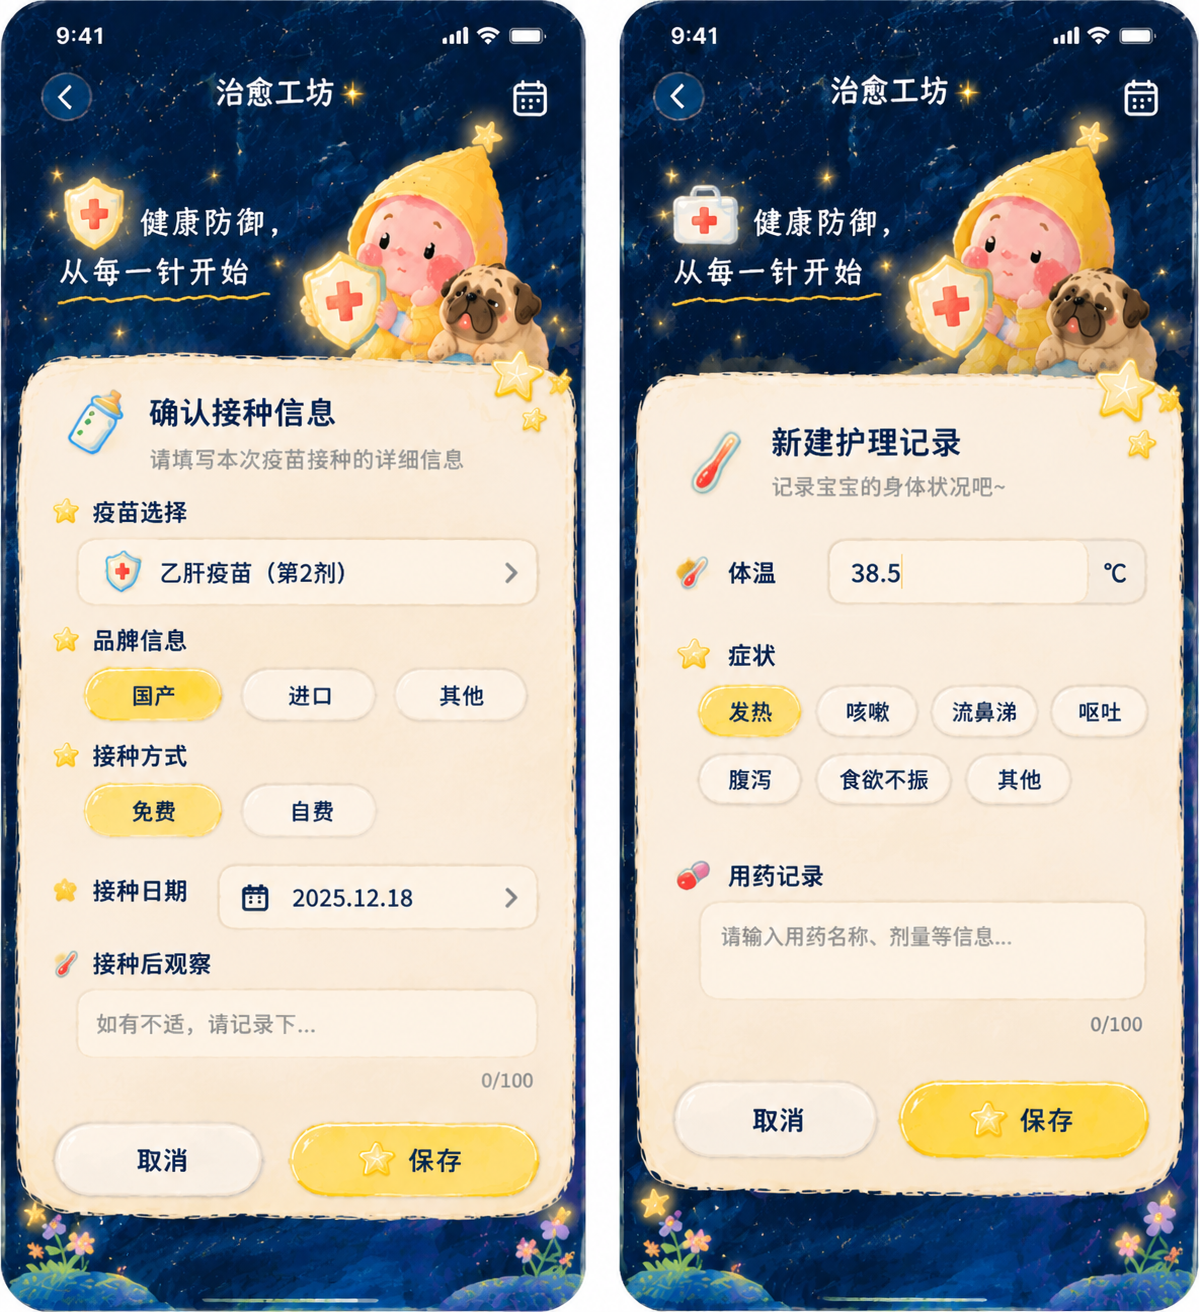 9:41
治愈工坊
健康防御，
从每一针开始
确认接种信息
请填写本次疫苗接种的详细信息
疫苗选择
乙肝疫苗（第2剂）
品牌信息
国产 进口 其他
接种方式
免费 自费
接种日期 2025.12.18
接种后观察
如有不适，请记录下...
0/100
取消 保存
9:41
治愈工坊
健康防御，
从每一针开始
新建护理记录
记录宝宝的身体状况吧~
体温 38.5 ℃
症状
发热 咳嗽 流鼻涕 呕吐
腹泻 食欲不振 其他
用药记录
请输入用药名称、剂量等信息...
0/100
取消 保存